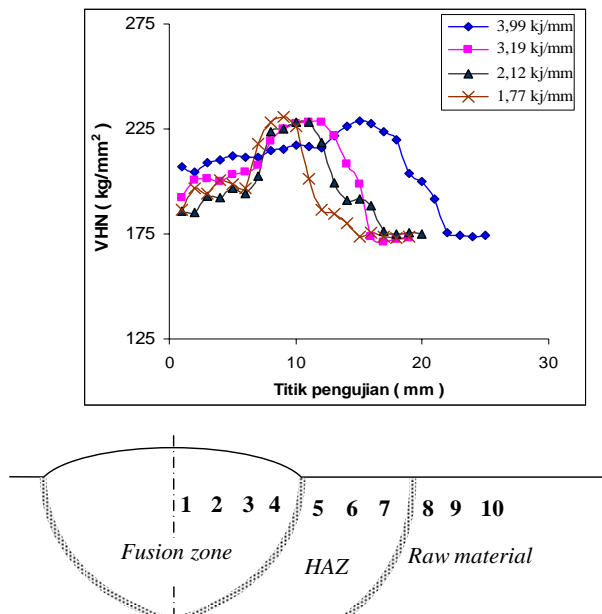 275
225
175
125
VHN ( kg/mm²)
3,99 kj/mm
3,19 kj/mm
2,12 kj/mm
1,77 kj/mm
0 10 20 30
Titik pengujian ( mm )
1 2 3 4 5 6 7 8 9 10
Fusion zone HAZ Raw material